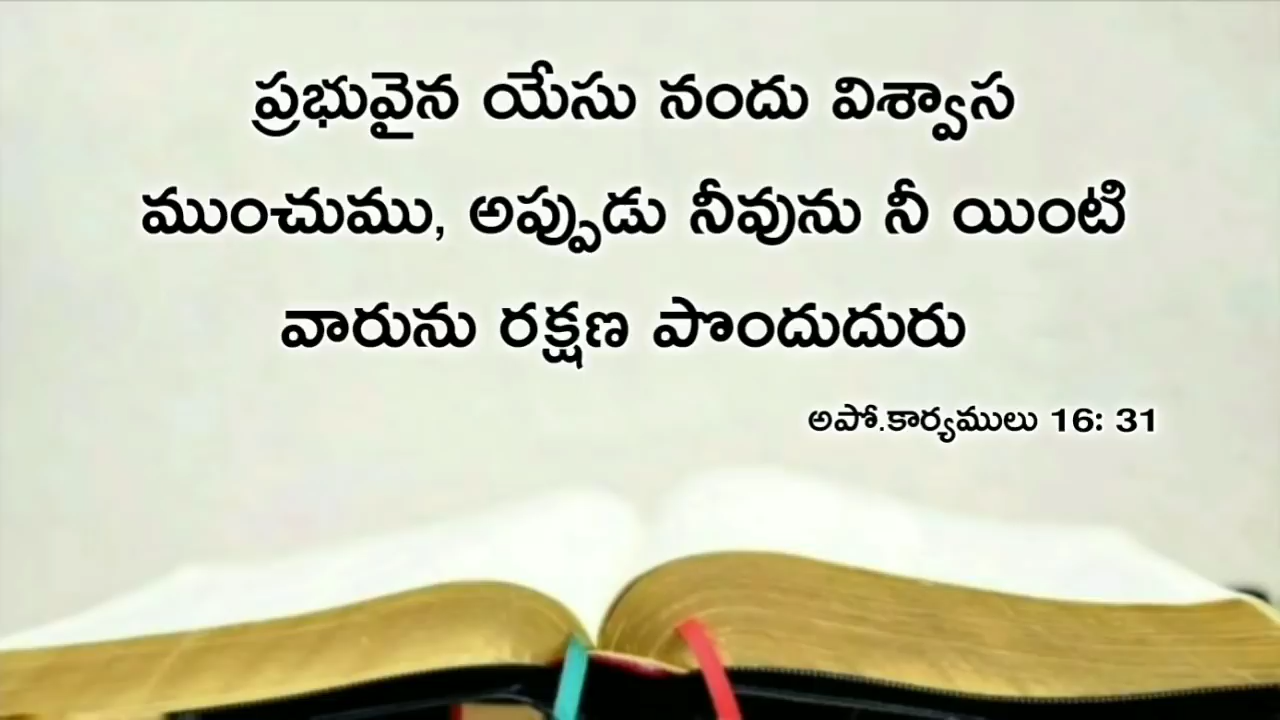 ప్రభువైన యేసు నందు విశ్వాస
ముంచుము, అప్పుడు నీవును నీ యింటి
వారును రక్షణ పొందుదురు
అపో.కార్యములు 16: 31